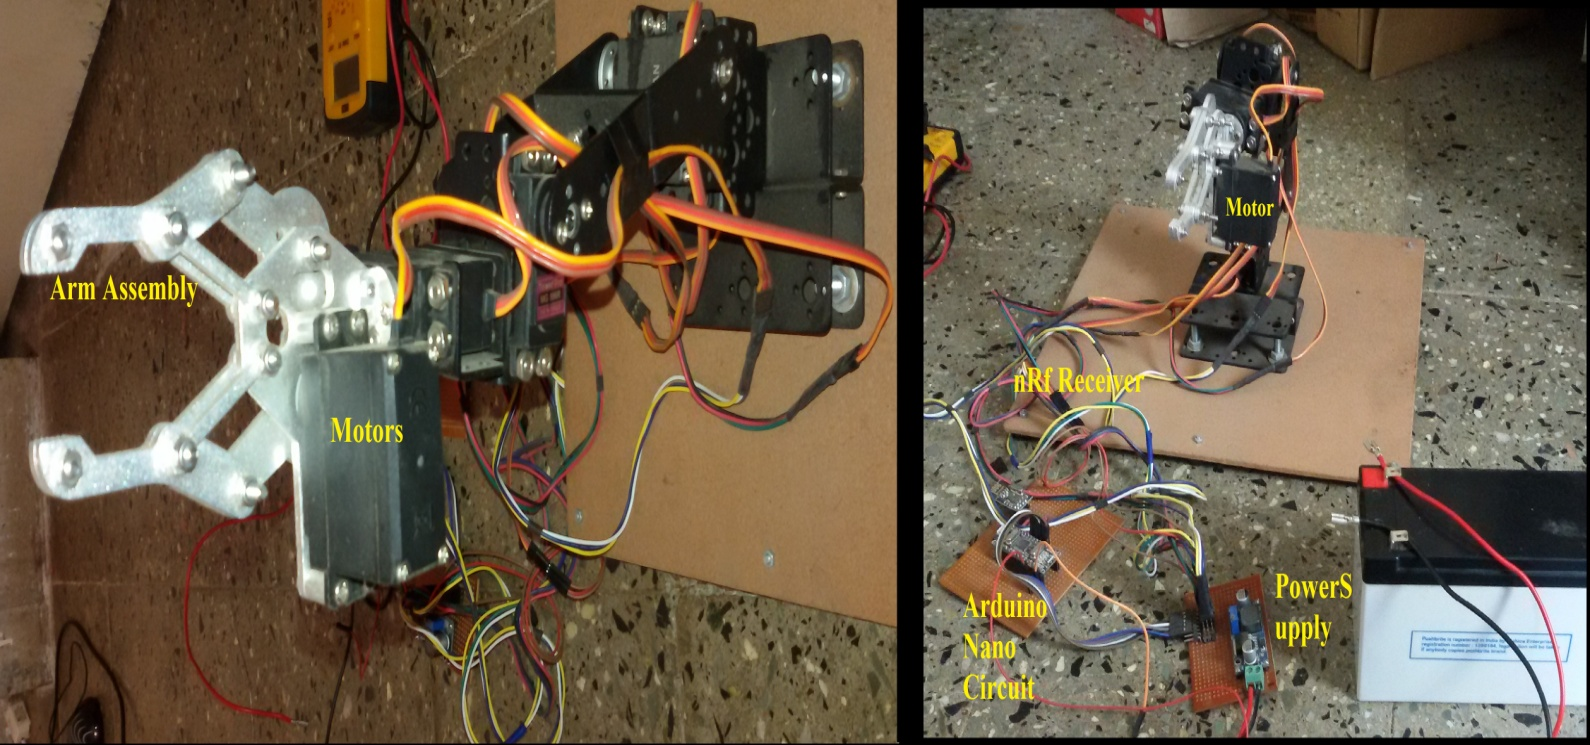 Arm Assembly
Motors
Motor
nRf Receiver
Arduino
Nano
Circuit
PowerS
upply